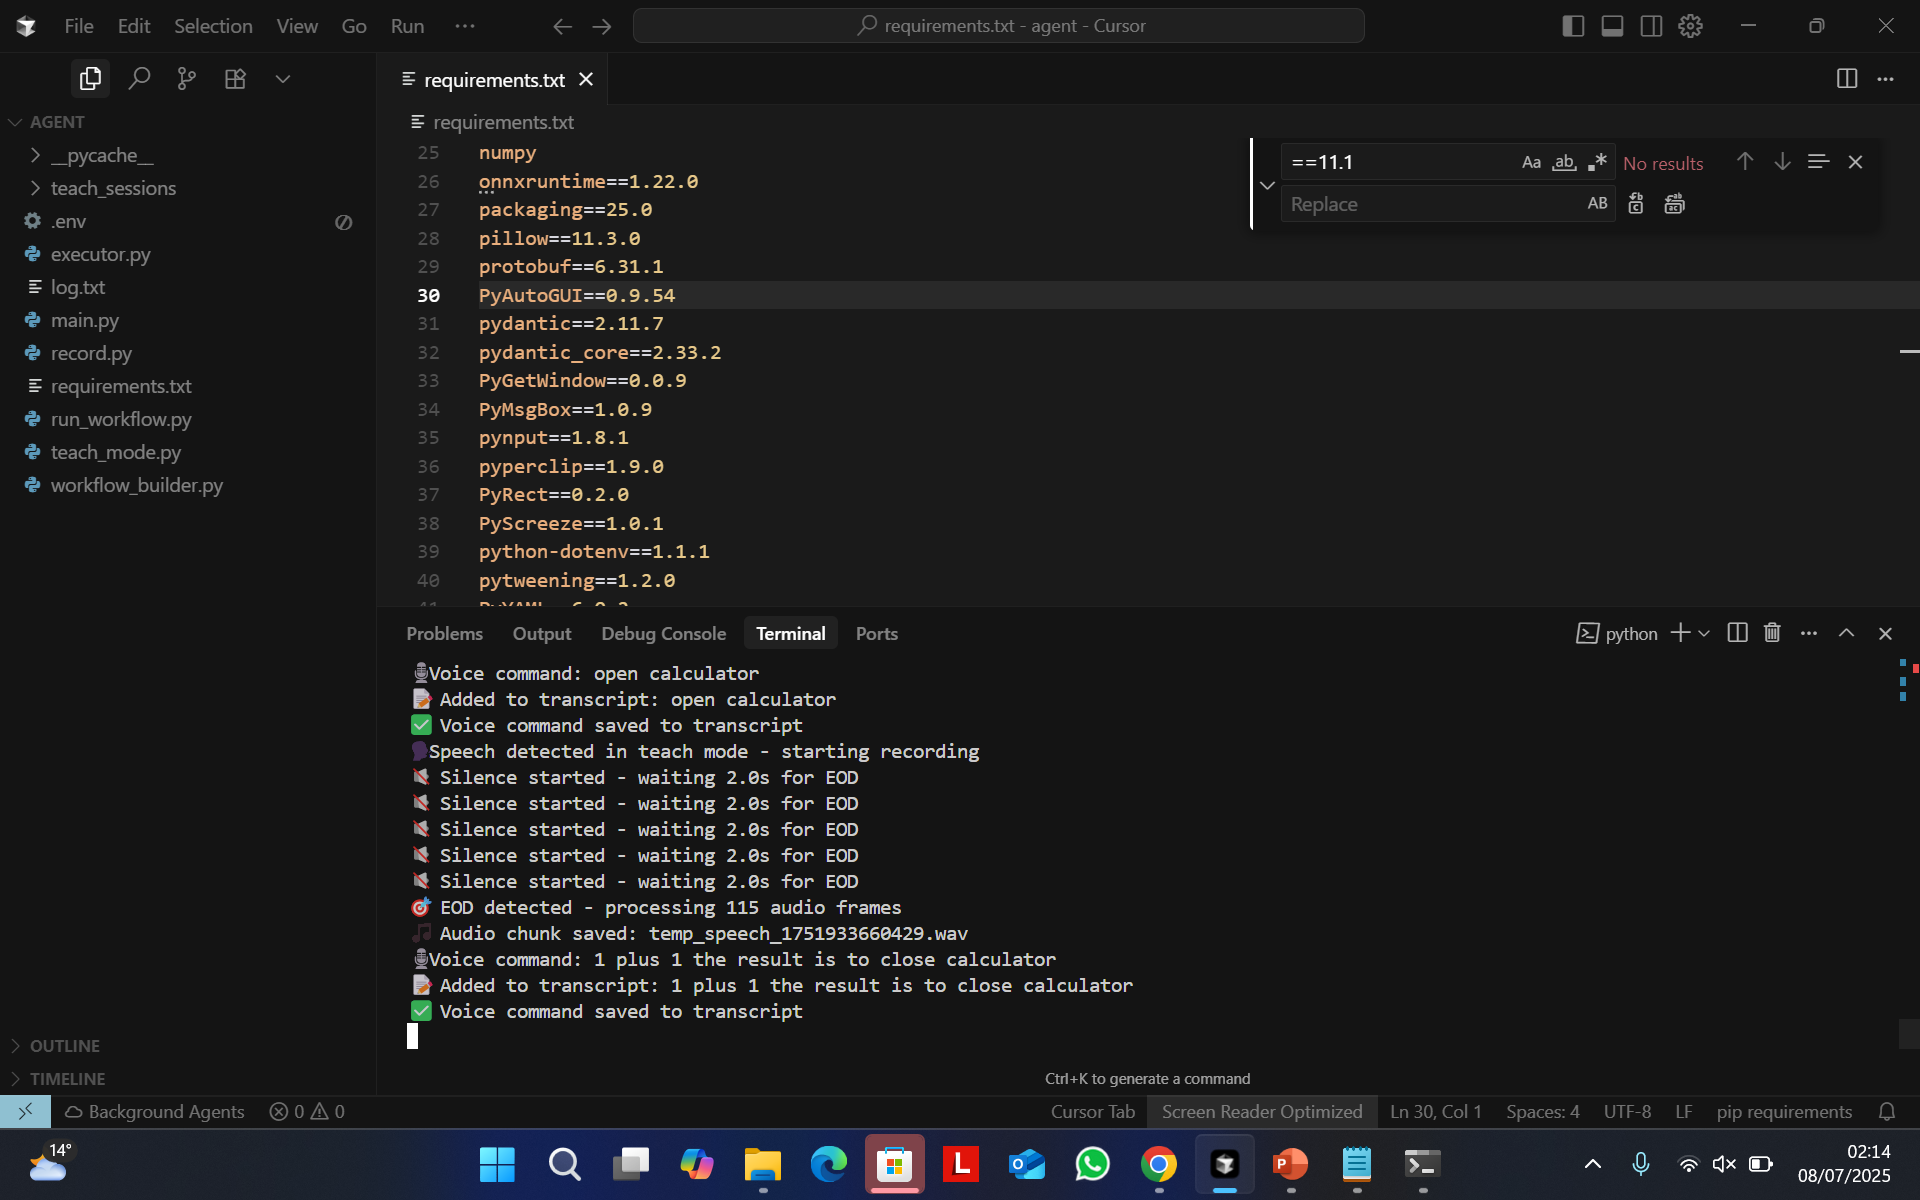 File Edit Selection View Go Run ···
requirements.txt - agent - Cursor
AGENT
__pycache__
teach_sessions
.env
executor.py
log.txt
main.py
record.py
requirements.txt
run_workflow.py
teach_mode.py
workflow_builder.py
OUTLINE
TIMELINE
requirements.txt
requirements.txt
25 numpy
26 onnxruntime==1.22.0
27 packaging==25.0
28 pillow==11.3.0
29 protobuf==6.31.1
30 PyAutoGUI==0.9.54
31 pydantic==2.11.7
32 pydantic_core==2.33.2
33 PyGetWindow==0.0.9
34 PyMsgBox==1.0.9
35 pynput==1.8.1
36 pyperclip==1.9.0
37 PyRect==0.2.0
38 PyScreeze==1.0.1
39 python-dotenv==1.1.1
40 pytweening==1.2.0
==11.1 Aa ab .* No results
Replace AB
Problems Output Debug Console Terminal Ports
python
🎙Voice command: open calculator
📝 Added to transcript: open calculator
✅ Voice command saved to transcript
🗣Speech detected in teach mode - starting recording
🔇 Silence started - waiting 2.0s for EOD
🔇 Silence started - waiting 2.0s for EOD
🔇 Silence started - waiting 2.0s for EOD
🔇 Silence started - waiting 2.0s for EOD
🔇 Silence started - waiting 2.0s for EOD
🎯 EOD detected - processing 115 audio frames
🎵 Audio chunk saved: temp_speech_1751933660429.wav
🎙Voice command: 1 plus 1 the result is to close calculator
📝 Added to transcript: 1 plus 1 the result is to close calculator
✅ Voice command saved to transcript
Ctrl+K to generate a command
Background Agents 0 0
Cursor Tab Screen Reader Optimized Ln 30, Col 1 Spaces: 4 UTF-8 LF pip requirements
14°
02:14
08/07/2025